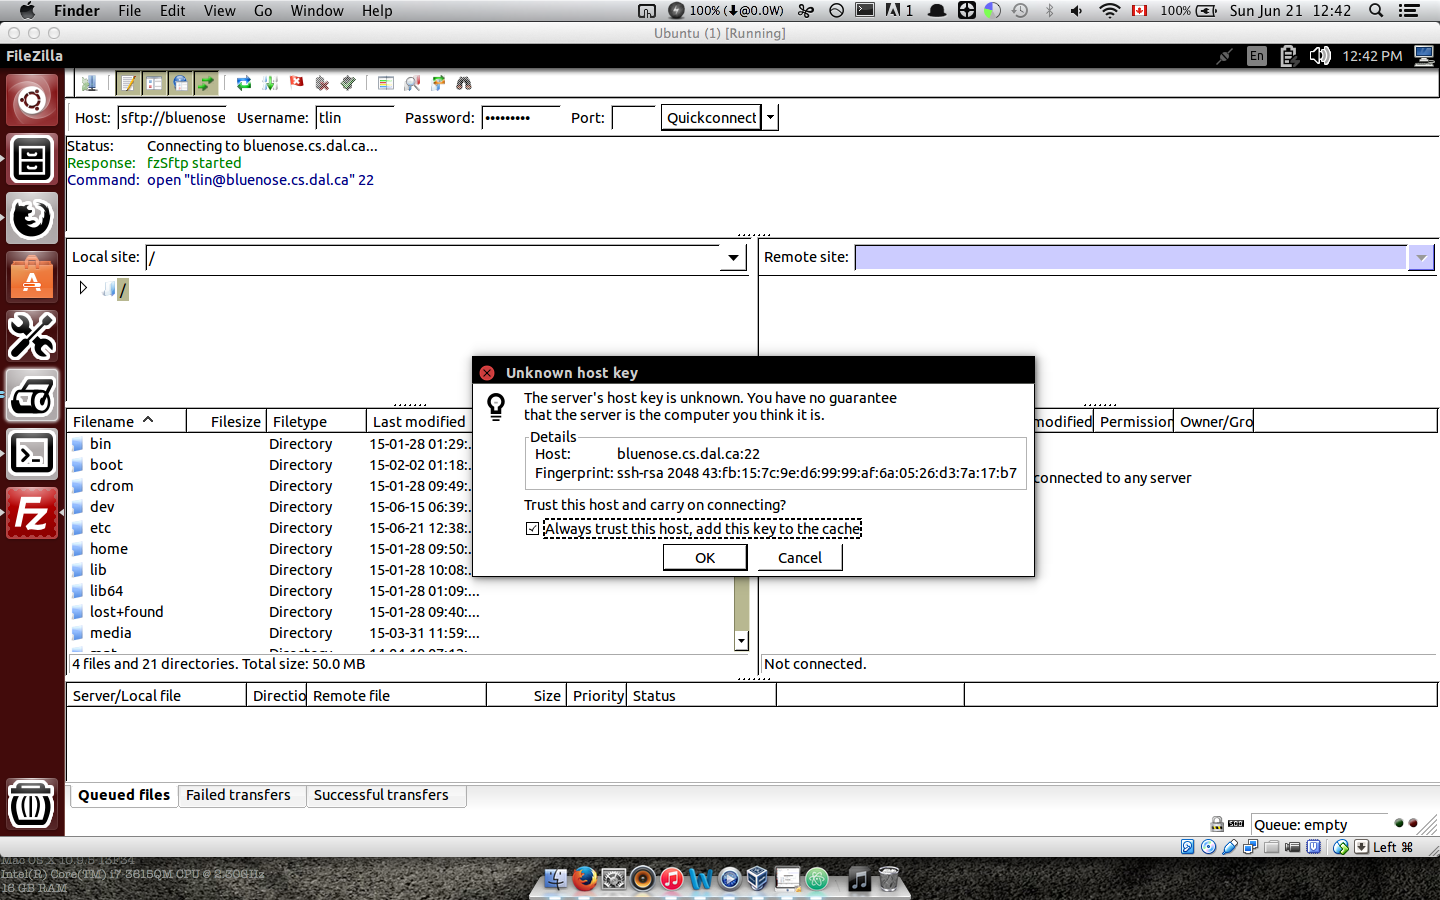 Finder File Edit View Go Window Help 100% (⬇@0.0W) 1 100% Sun Jun 21 12:42
Ubuntu (1) [Running]
FileZilla En 12:42 PM
Host: sftp://bluenose Username: tlin Password: ••••••••• Port: Quickconnect
Status: Connecting to bluenose.cs.dal.ca...
Response: fzSftp started
Command: open "tlin@bluenose.cs.dal.ca" 22
Local site: / Remote site:
/
Unknown host key
The server's host key is unknown. You have no guarantee
that the server is the computer you think it is.
Details
Host: bluenose.cs.dal.ca:22
Fingerprint: ssh-rsa 2048 43:fb:15:7c:9e:d6:99:99:af:6a:05:26:d3:7a:17:b7
Trust this host and carry on connecting?
Always trust this host, add this key to the cache
OK Cancel
Filename Filesize Filetype Last modified modified Permission Owner/Gro
bin Directory 15-01-28 01:29:..
boot Directory 15-02-02 01:18:..
cdrom Directory 15-01-28 09:49:..
dev Directory 15-06-15 06:39:..
etc Directory 15-06-21 12:38:..
home Directory 15-01-28 09:50:..
lib Directory 15-01-28 10:08:..
lib64 Directory 15-01-28 01:09:...
lost+found Directory 15-01-28 09:40:...
media Directory 15-03-31 11:59:...
connected to any server
4 files and 21 directories. Total size: 50.0 MB Not connected.
Server/Local file Directio Remote file Size Priority Status
Queued files Failed transfers Successful transfers
Queue: empty
Left ⌘
Mac OS X 10.9.5 13F34
Intel(R) Core(TM) i7-3615QM CPU @ 2.30GHz
16 GB RAM